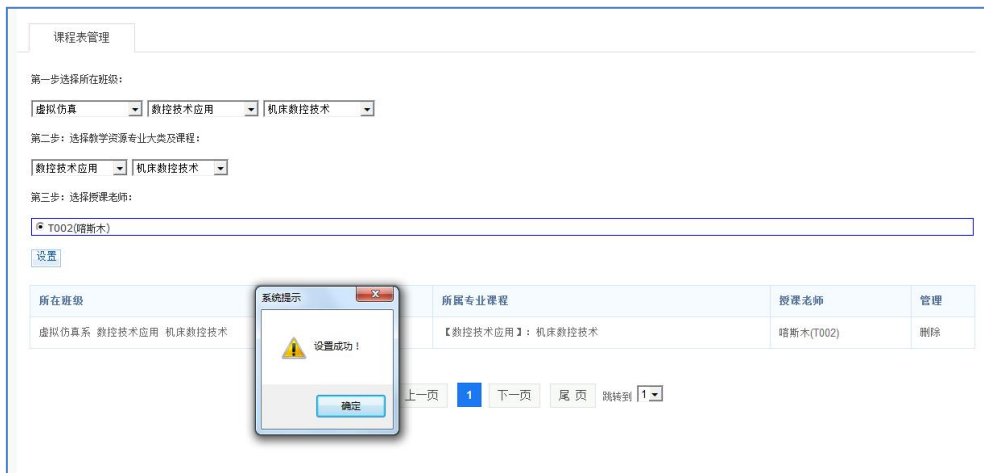 课程表管理
第一步选择所在班级:
虚拟仿真 数控技术应用 机床数控技术
第二步: 选择教学资源专业大类及课程:
数控技术应用 机床数控技术
第三步: 选择授课老师:
T002(喀斯木)
设置
所在班级 所属专业课程 授课老师 管理
虚拟仿真系 数控技术应用 机床数控技术 【数控技术应用】: 机床数控技术 喀斯木(T002) 删除
系统提示
设置成功!
确定
上一页 1 下一页 尾页 跳转到 1